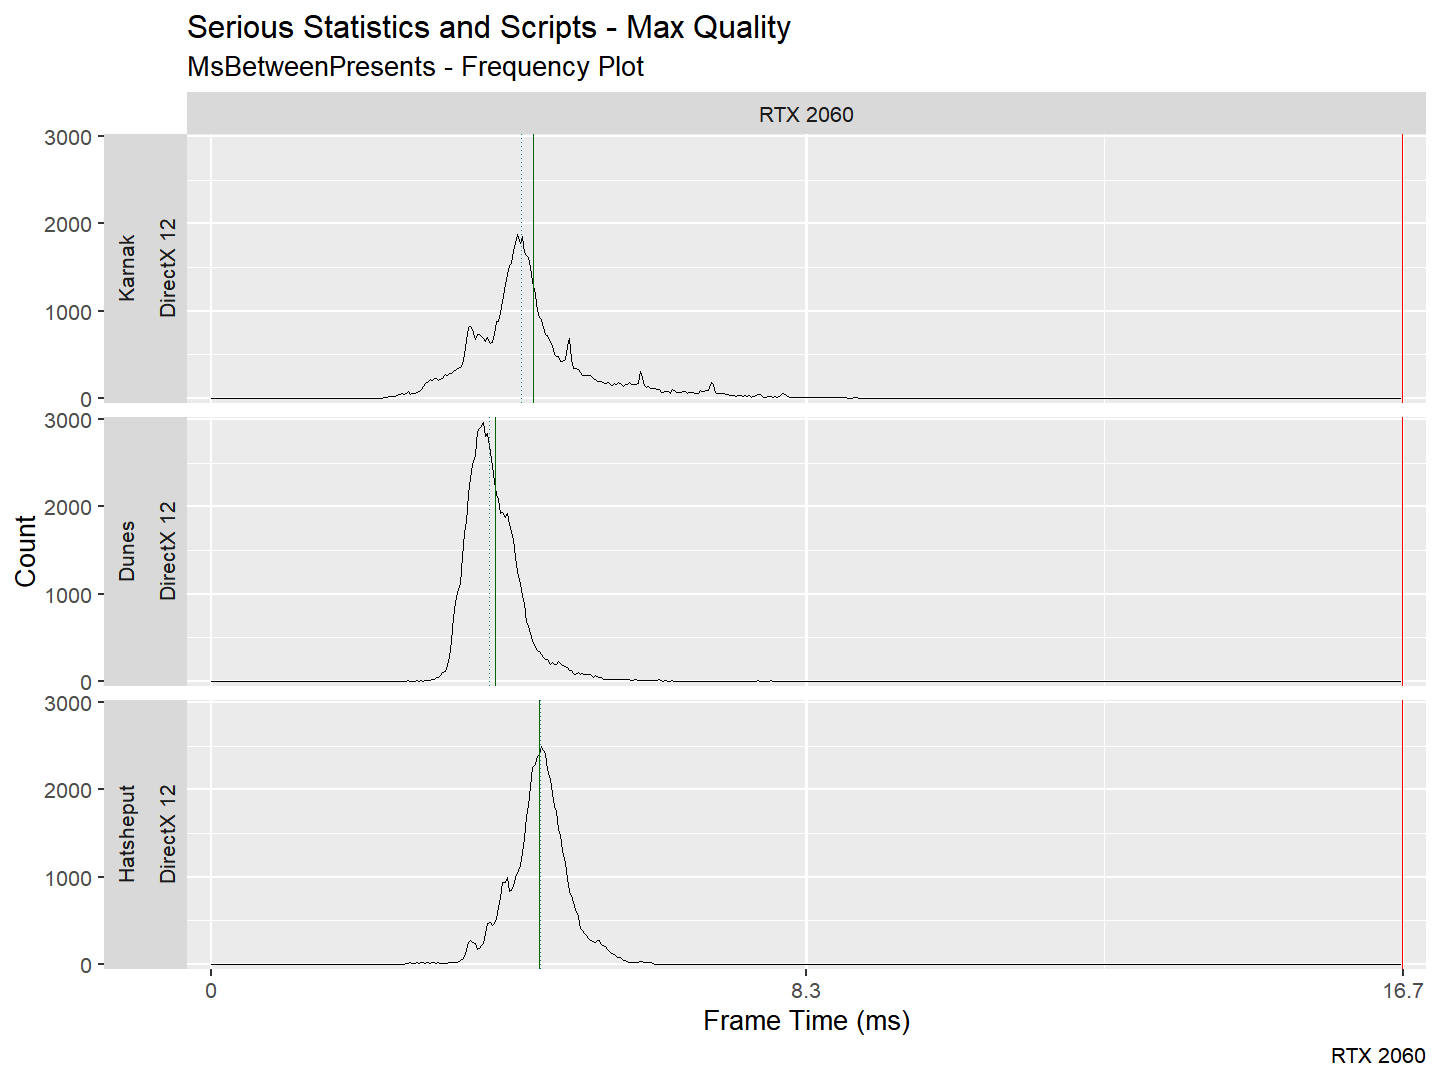 Serious Statistics and Scripts - Max Quality
MsBetweenPresents - Frequency Plot
RTX 2060
3000
2000
1000
0
Karnak
DirectX 12
3000
2000
1000
0
Dunes
DirectX 12
3000
2000
1000
0
Hatsheput
DirectX 12
Count
0
8.3
16.7
Frame Time (ms)
RTX 2060